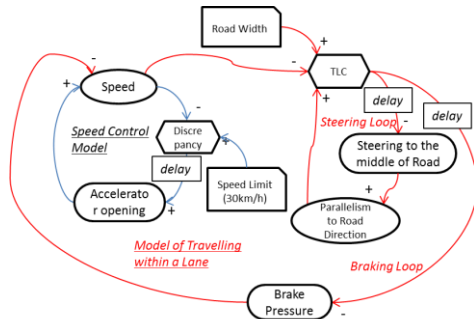 Road Width
+
-
-
TLC
+
Speed
+
-
delay
delay
Steering Loop
-
Speed Control
Model
Discre
pancy
+
Steering to the
middle of Road
delay
Speed Limit
(30km/h)
+
Accelerato
r opening
+
Parallelism
to Road
Direction
Model of Travelling
within a Lane
Braking Loop
Brake
Pressure
-